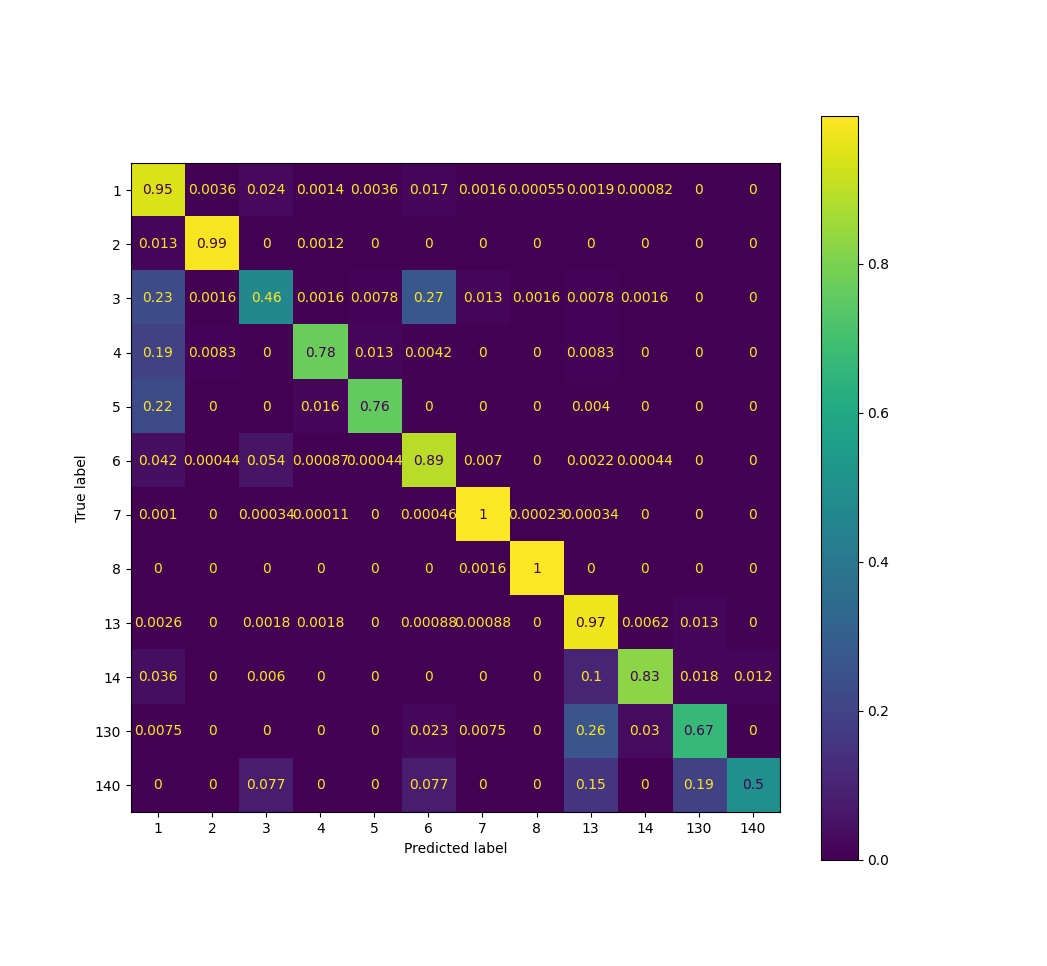 1 0.95 0.0036 0.024 0.0014 0.0036 0.017 0.0016 0.00055 0.0019 0.00082 0 0
2 0.013 0.99 0 0.0012 0 0 0 0 0 0 0 0
3 0.23 0.0016 0.46 0.0016 0.0078 0.27 0.013 0.0016 0.0078 0.0016 0 0
4 0.19 0.0083 0 0.78 0.013 0.0042 0 0 0.0083 0 0 0
5 0.22 0 0 0.016 0.76 0 0 0 0.004 0 0 0
6 0.042 0.00044 0.054 0.00087 0.00044 0.89 0.007 0 0.0022 0.00044 0 0
7 0.001 0 0.00034 0.00011 0 0.00046 1 0.00023 0.00034 0 0 0
8 0 0 0 0 0 0 0.0016 1 0 0 0 0
13 0.0026 0 0.0018 0.0018 0 0.00088 0.00088 0 0.97 0.0062 0.013 0
14 0.036 0 0.006 0 0 0 0 0 0.1 0.83 0.018 0.012
130 0.0075 0 0 0 0 0.023 0.0075 0 0.26 0.03 0.67 0
140 0 0 0.077 0 0 0.077 0 0 0.15 0 0.19 0.5
1 2 3 4 5 6 7 8 13 14 130 140
Predicted label
True label
0.8
0.6
0.4
0.2
0.0